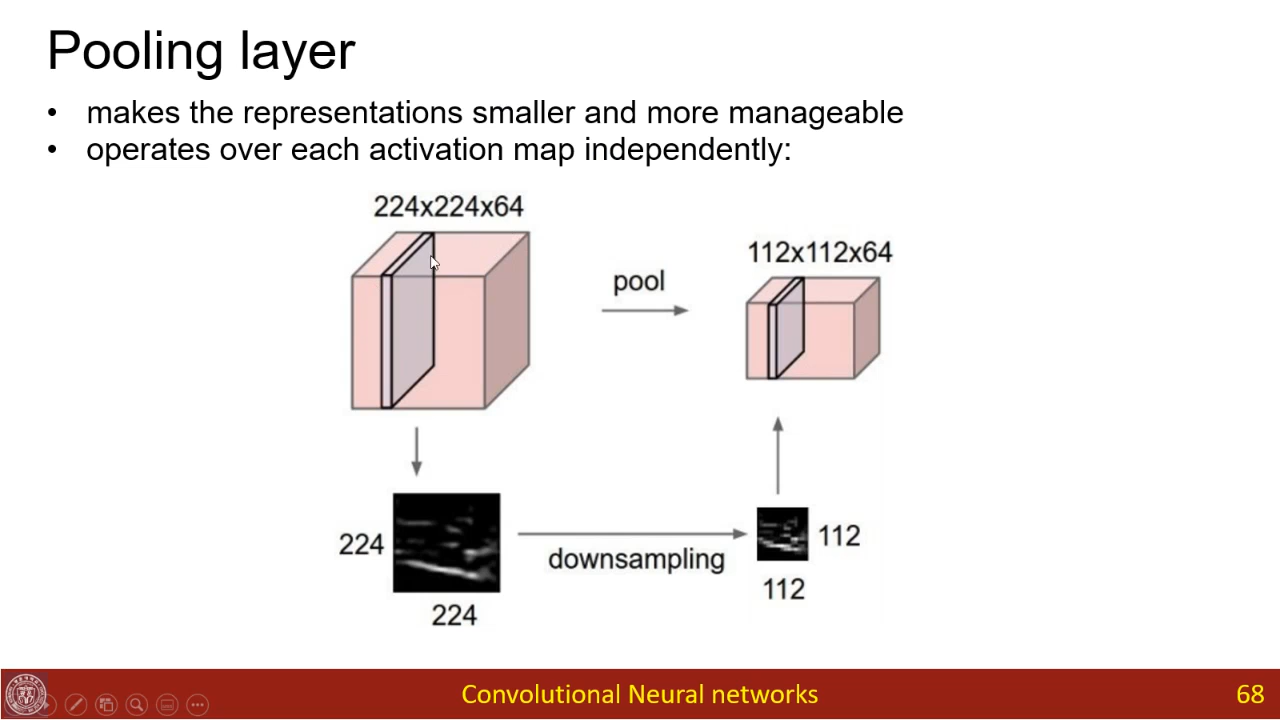 Pooling layer
• makes the representations smaller and more manageable
• operates over each activation map independently:
224x224x64
112x112x64
pool
224
downsampling
112
224
112
Convolutional Neural networks
68